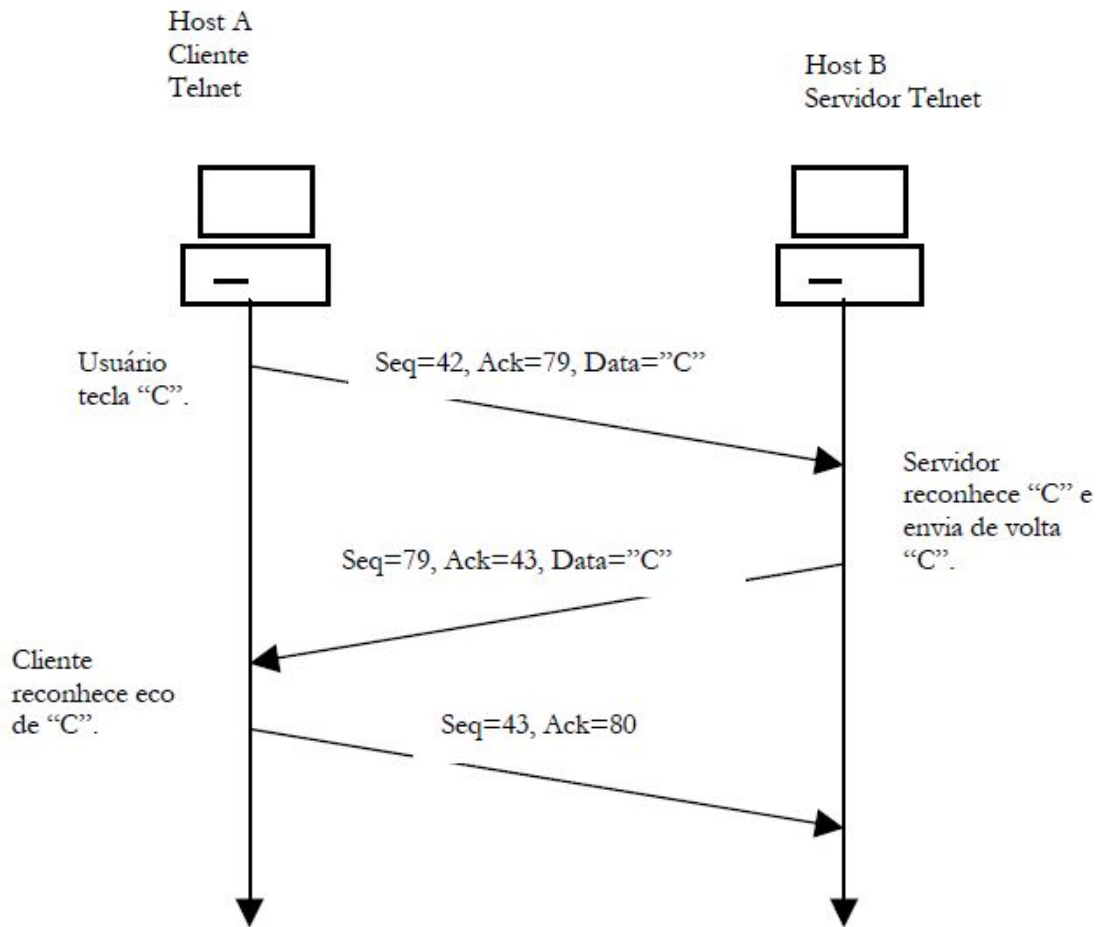 Host A
Cliente
Telnet
Host B
Servidor Telnet
Usuário
tecla “C”.
Seq=42, Ack=79, Data=”C”
Servidor
reconhece “C” e
envia de volta
“C”.
Seq=79, Ack=43, Data=”C”
Cliente
reconhece eco
de “C”.
Seq=43, Ack=80